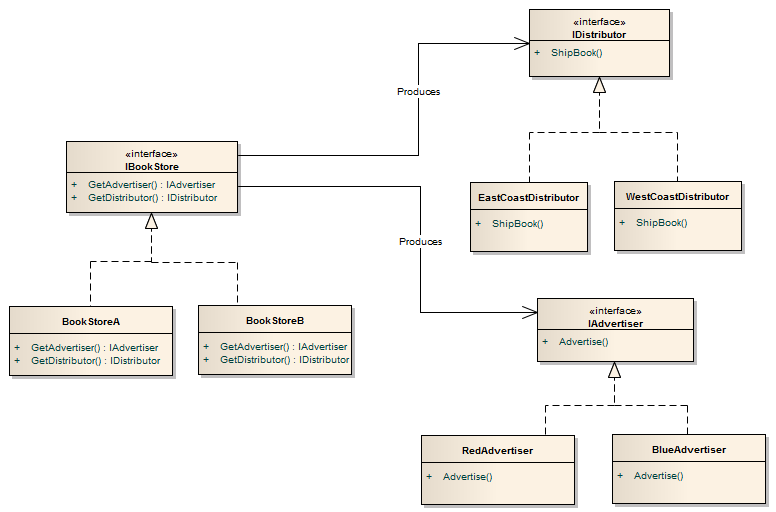 «interface»
IDistributor
+ ShipBook()
Produces
«interface»
IBookStore
+ GetAdvertiser() : IAdvertiser
+ GetDistributor() : IDistributor
EastCoastDistributor
+ ShipBook()
WestCoastDistributor
+ ShipBook()
Produces
BookStoreA
+ GetAdvertiser() : IAdvertiser
+ GetDistributor() : IDistributor
BookStoreB
+ GetAdvertiser() : IAdvertiser
+ GetDistributor() : IDistributor
«interface»
IAdvertiser
+ Advertise()
RedAdvertiser
+ Advertise()
BlueAdvertiser
+ Advertise()